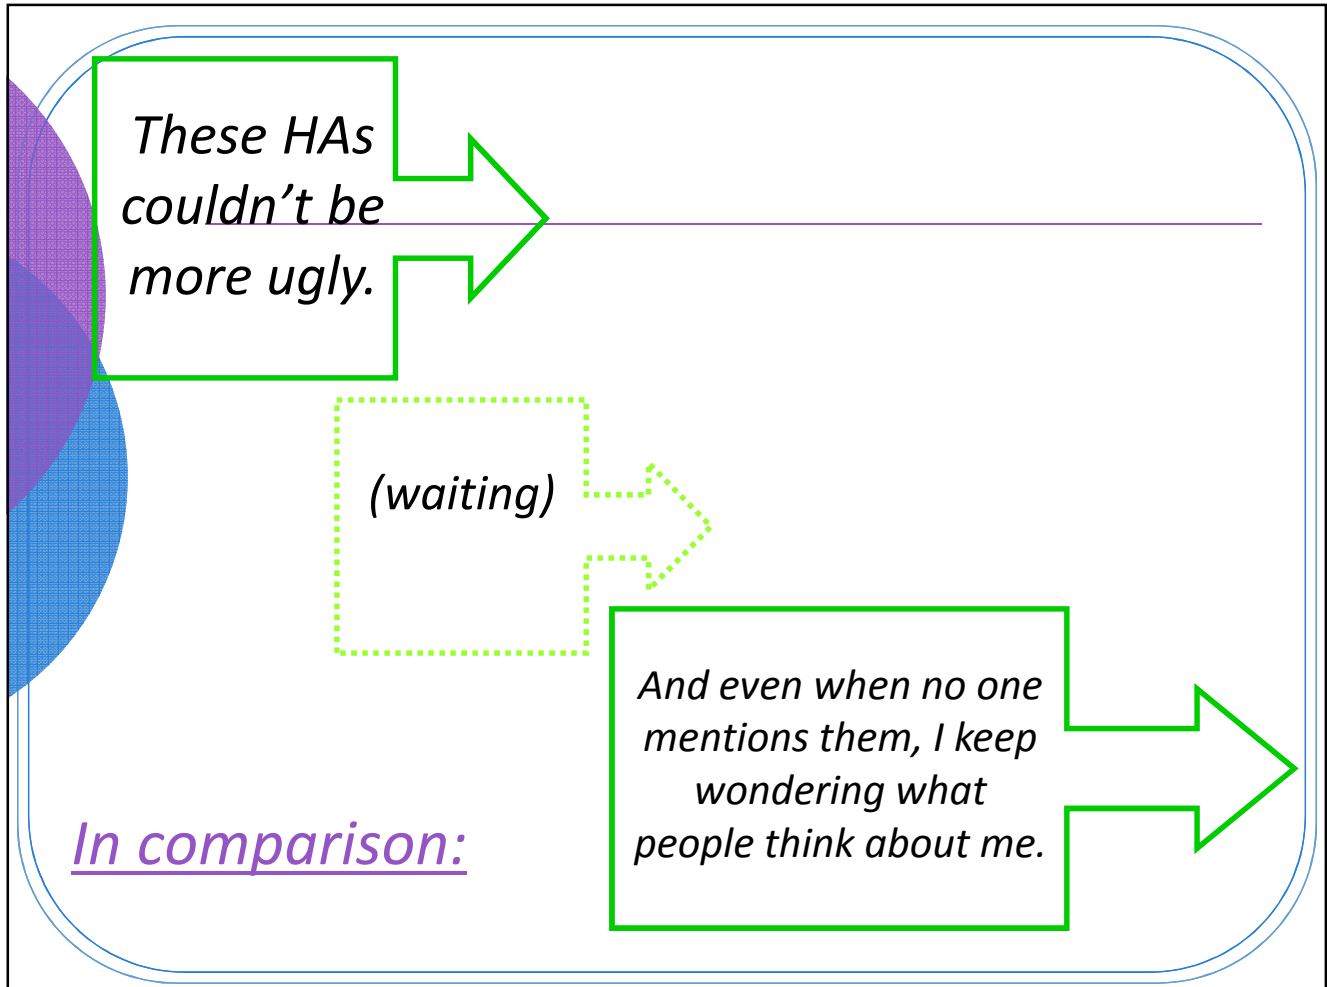 These HAs
couldn’t be
more ugly.
(waiting)
And even when no one
mentions them, I keep
wondering what
people think about me.
In comparison: